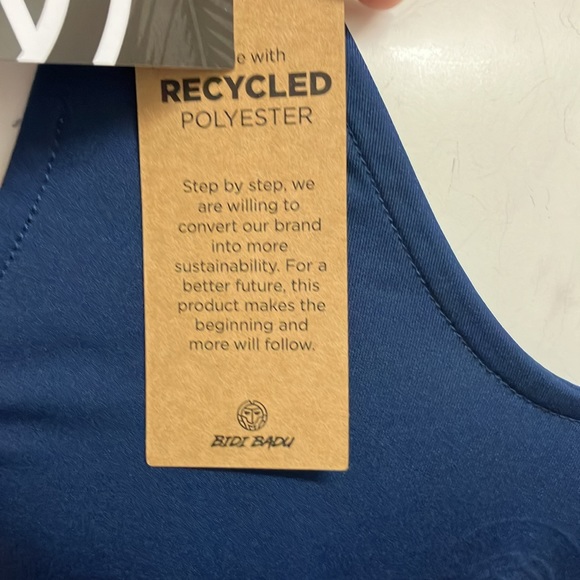 e with
RECYCLED
POLYESTER
Step by step, we
are willing to
convert our brand
into more
sustainability. For a
better future, this
product makes the
beginning and
more will follow.
BIDI BADU